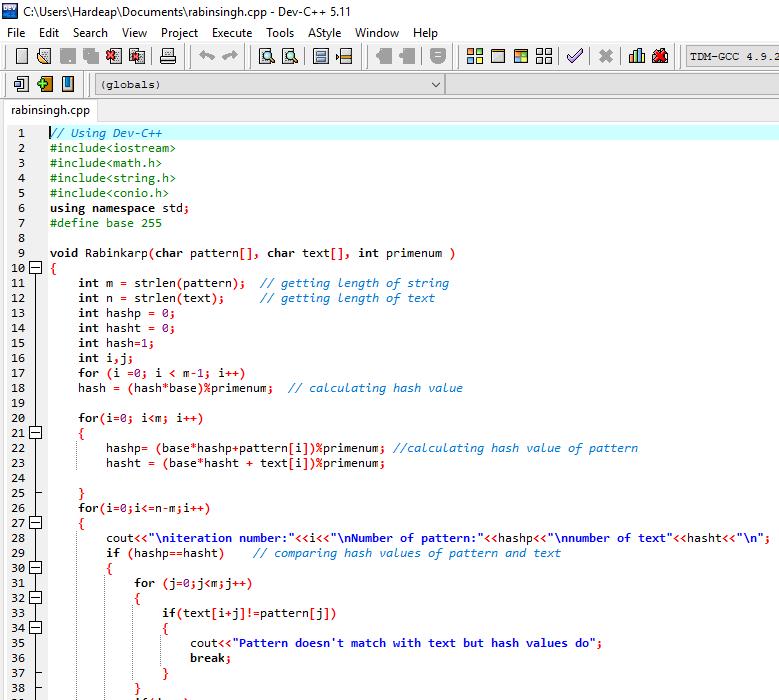 C:\Users\Hardeap\Documents\rabinsingh.cpp - Dev-C++ 5.11
File Edit Search View Project Execute Tools AStyle Window Help
TDM-GCC 4.9.2
(globals)
rabinsingh.cpp
1 // Using Dev-C++
2 #include<iostream>
3 #include<math.h>
4 #include<string.h>
5 #include<conio.h>
6 using namespace std;
7 #define base 255
8
9 void Rabinkarp(char pattern[], char text[], int primenum )
10 {
11 int m = strlen(pattern); // getting length of string
12 int n = strlen(text); // getting length of text
13 int hashp = 0;
14 int hasht = 0;
15 int hash=1;
16 int i,j;
17 for (i =0; i < m-1; i++)
18 hash = (hash*base)%primenum; // calculating hash value
19
20 for(i=0; i<m; i++)
21 {
22 hashp= (base*hashp+pattern[i])%primenum; //calculating hash value of pattern
23 hasht = (base*hasht + text[i])%primenum;
24
25 }
26 for(i=0;i<=n-m;i++)
27 {
28 cout<<"\niteration number:"<<i<<"\nNumber of pattern:"<<hashp<<"\nnumber of text"<<hasht<<"\n";
29 if (hashp==hasht) // comparing hash values of pattern and text
30 {
31 for (j=0;j<m;j++)
32 {
33 if(text[i+j]!=pattern[j])
34 {
35 cout<<"Pattern doesn't match with text but hash values do";
36 break;
37 }
38 }